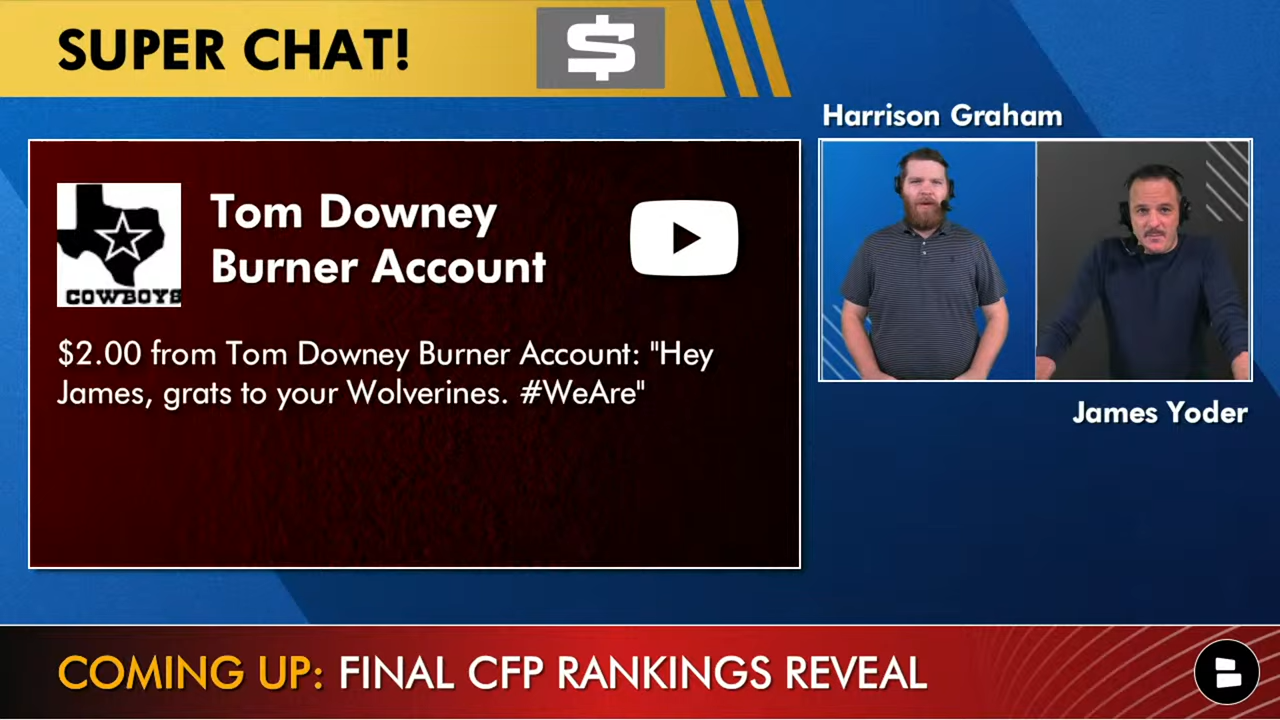 SUPER CHAT!
Harrison Graham
Tom Downey
Burner Account
COWBOYS
$2.00 from Tom Downey Burner Account: "Hey
James, grats to your Wolverines. #WeAre"
James Yoder
COMING UP: FINAL CFP RANKINGS REVEAL